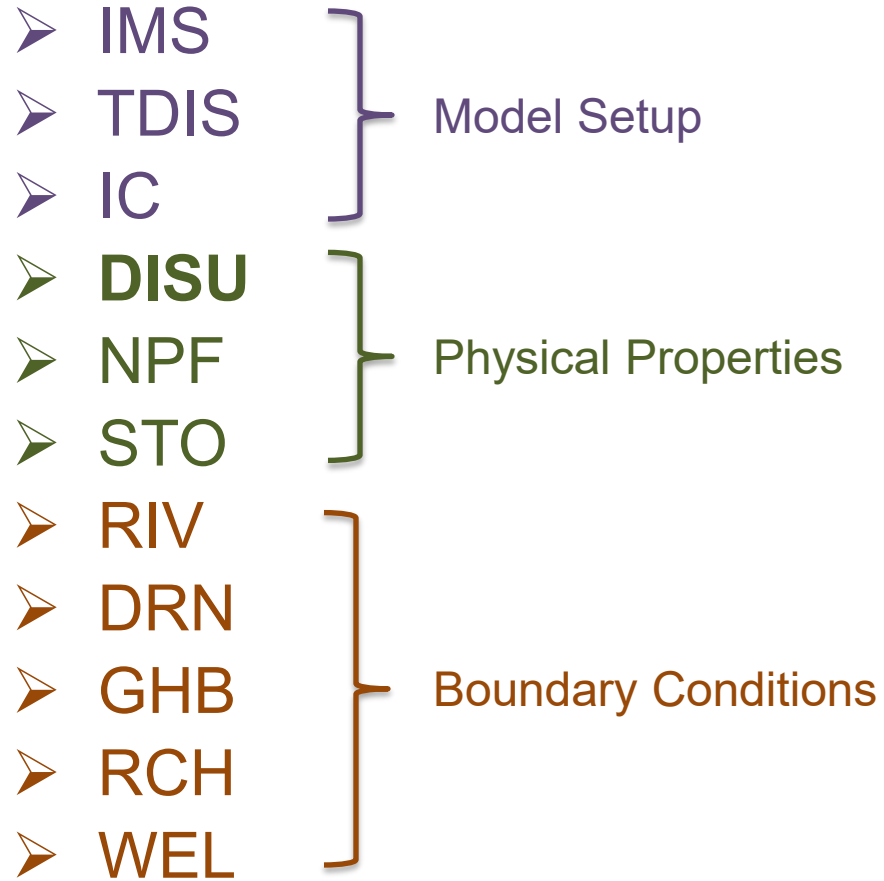 ➢ IMS
➢ TDIS
Model Setup
➢ IC
➢ DISU
➢ NPF
Physical Properties
➢ STO
➢ RIV
➢ DRN
➢ GHB
Boundary Conditions
➢ RCH
➢ WEL